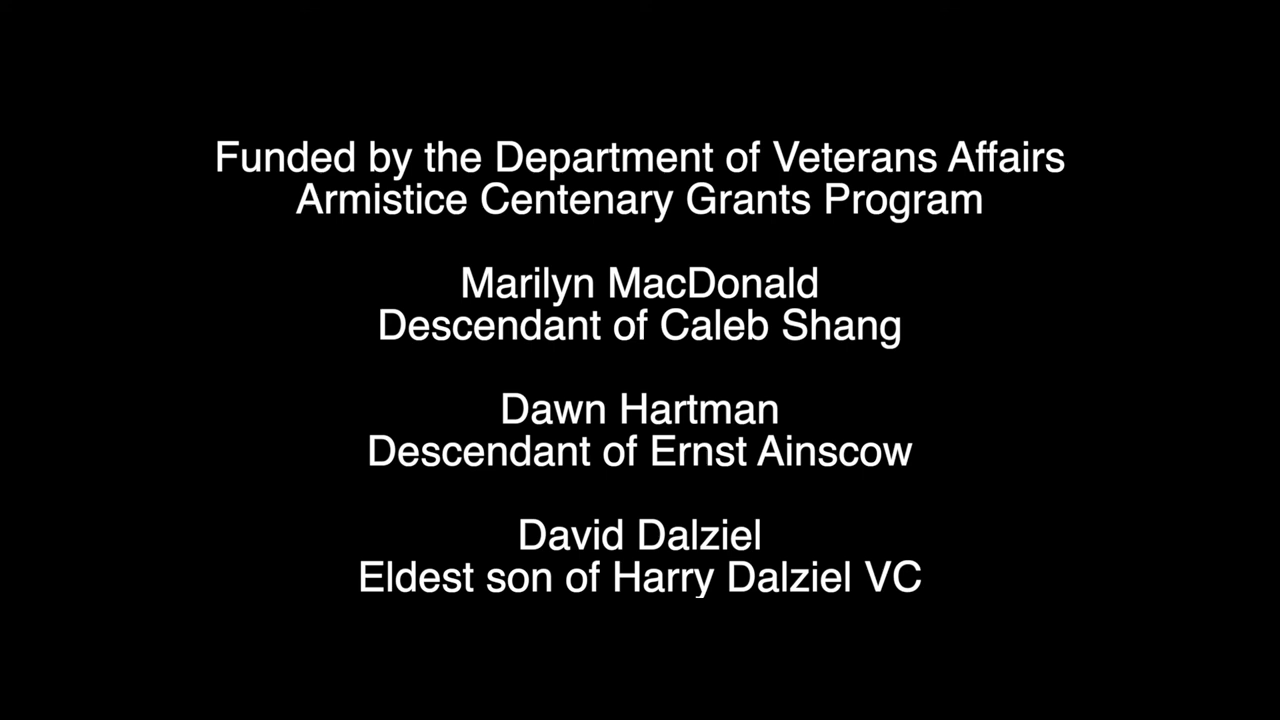 Funded by the Department of Veterans Affairs
Armistice Centenary Grants Program
Marilyn MacDonald
Descendant of Caleb Shang
Dawn Hartman
Descendant of Ernst Ainscow
David Dalziel
Eldest son of Harry Dalziel VC